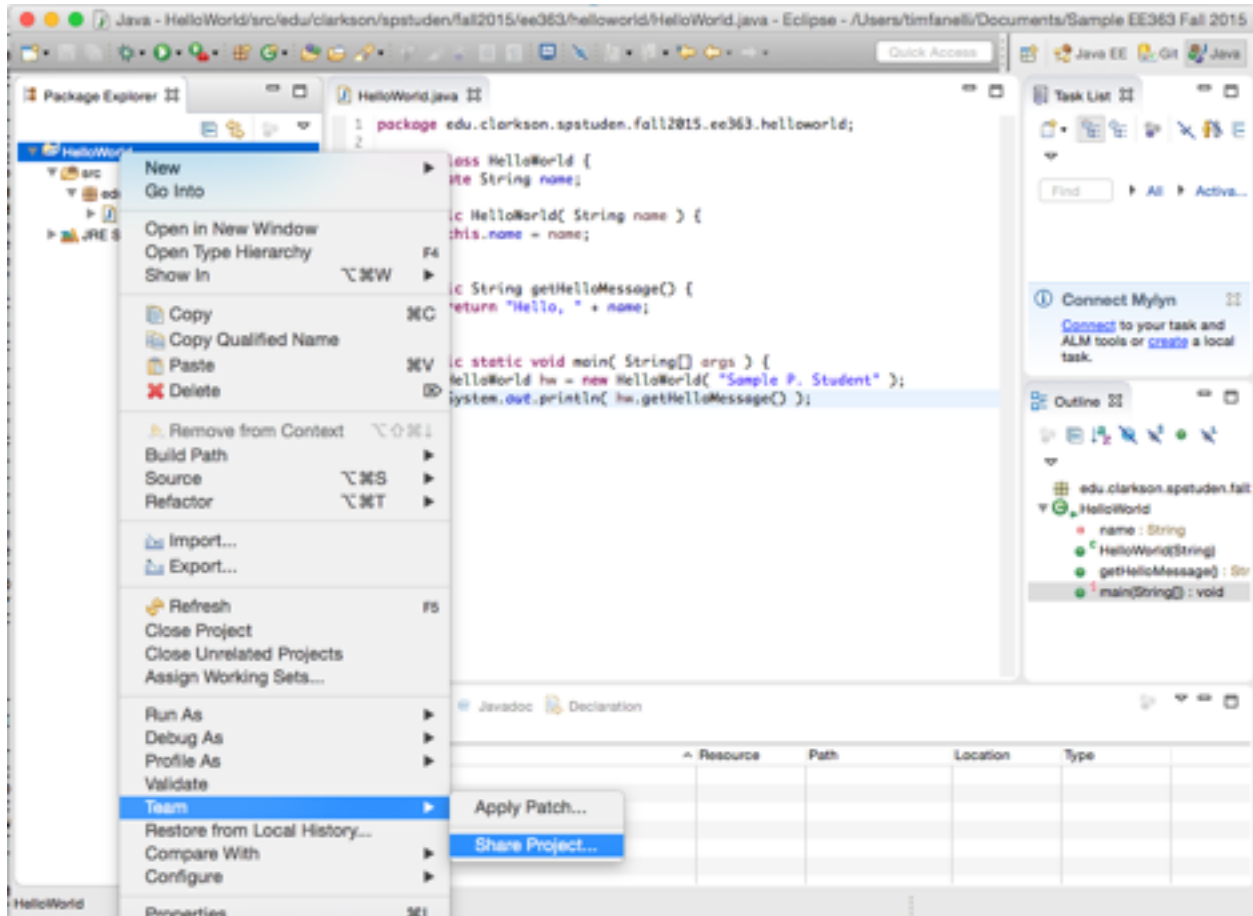 Java - HelloWorld/src/edu/clarkson/spstuden/fall2015/ee363/helloworld/HelloWorld.java - Eclipse - /Users/timfanelli/Documents/Sample EE363 Fall 2015
Quick Access
Java EE
Git
Java
Package Explorer
HelloWorld
src
JRE S
HelloWorld.java
1 package edu.clarkson.spstuden.fall2015.ee363.helloworld;
2
lass HelloWorld {
te String name;
c HelloWorld( String name ) {
his.name = name;
c String getHelloMessage() {
return "Hello, " + name;
c static void main( String[] args ) {
HelloWorld hw = new HelloWorld( "Sample P. Student" );
System.out.println( hw.getHelloMessage() );
New
Go Into
Open in New Window
Open Type Hierarchy F4
Show In ⌥⌘W
Copy ⌘C
Copy Qualified Name
Paste ⌘V
Delete ⌦
Remove from Context ⌥⇧⌘↓
Build Path
Source ⌥⌘S
Refactor ⌥⌘T
Import...
Export...
Refresh F5
Close Project
Close Unrelated Projects
Assign Working Sets...
Run As
Debug As
Profile As
Validate
Team
Restore from Local History...
Compare With
Configure
Properties ⌘I
Apply Patch...
Share Project...
Task List
Find
All
Activa...
Connect Mylyn
Connect to your task and
ALM tools or create a local
task.
Outline
edu.clarkson.spstuden.fall
HelloWorld
name : String
HelloWorld(String)
getHelloMessage() : Str
main(String[]) : void
Javadoc
Declaration
Resource
Path
Location
Type
HelloWorld